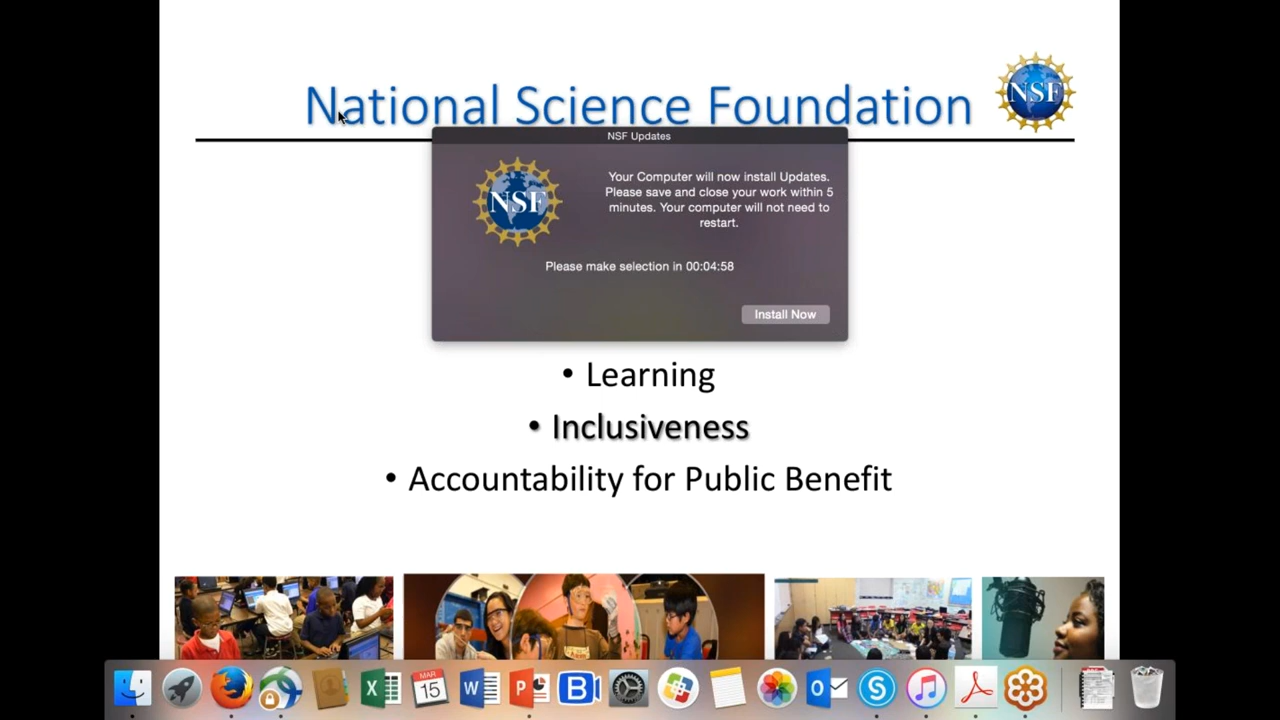 National Science Foundation
NSF
NSF Updates
NSF
Your Computer will now install Updates.
Please save and close your work within 5
minutes. Your computer will not need to
restart.
Please make selection in 00:04:58
Install Now
• Learning
• Inclusiveness
• Accountability for Public Benefit
MAR
15
X
W
P
B
O
S